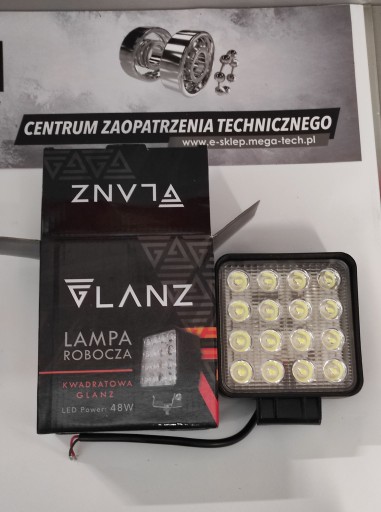 CENTRUM ZAOPATRZENIA TECHNICZNEGO
www.e-sklep.mega-tech.pl
GLANZ
GLANZ
LAMPA
ROBOCZA
KWADRATOWA
GLANZ
LED Power: 48W